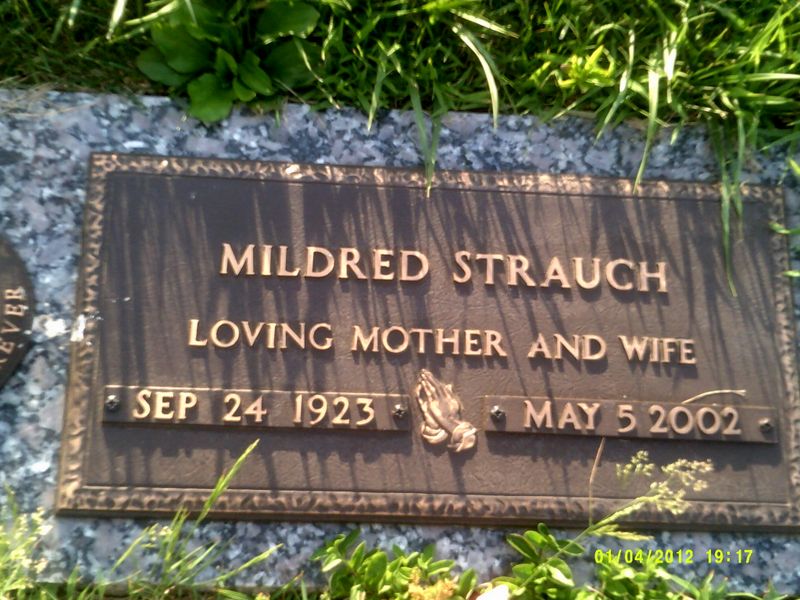 MILDRED STRAUCH
LOVING MOTHER AND WIFE
SEP 24 1923
MAY 5 2002
EVER
01/04/2012 19:17